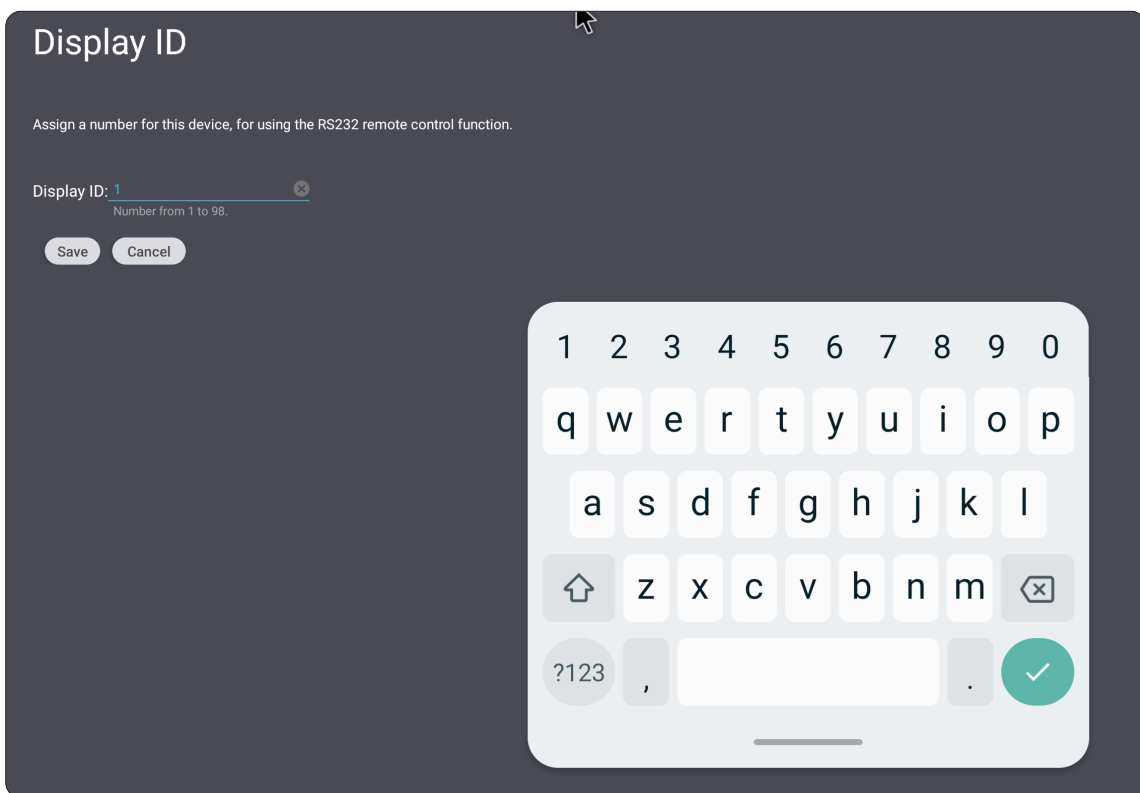 Display ID
Assign a number for this device, for using the RS232 remote control function.
Display ID: 1
Number from 1 to 98.
Save Cancel
1 2 3 4 5 6 7 8 9 0
q w e r t y u i o p
a s d f g h j k l
z x c v b n m
?123 , .